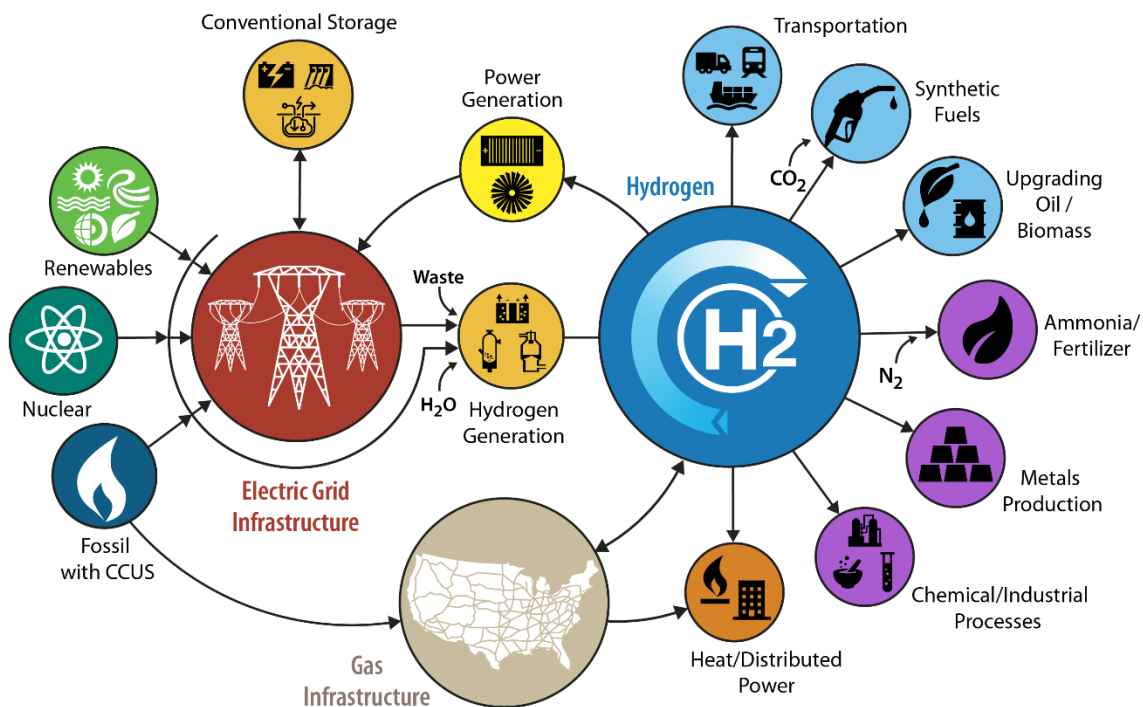 Conventional Storage
Transportation
Power
Generation
Synthetic
Fuels
CO₂
Hydrogen
Upgrading
Oil /
Biomass
Renewables
Waste
H2
Ammonia/
Fertilizer
N₂
Nuclear
H₂O
Hydrogen
Generation
Electric Grid
Infrastructure
Metals
Production
Fossil
with CCUS
Chemical/Industrial
Processes
Heat/Distributed
Power
Gas
Infrastructure